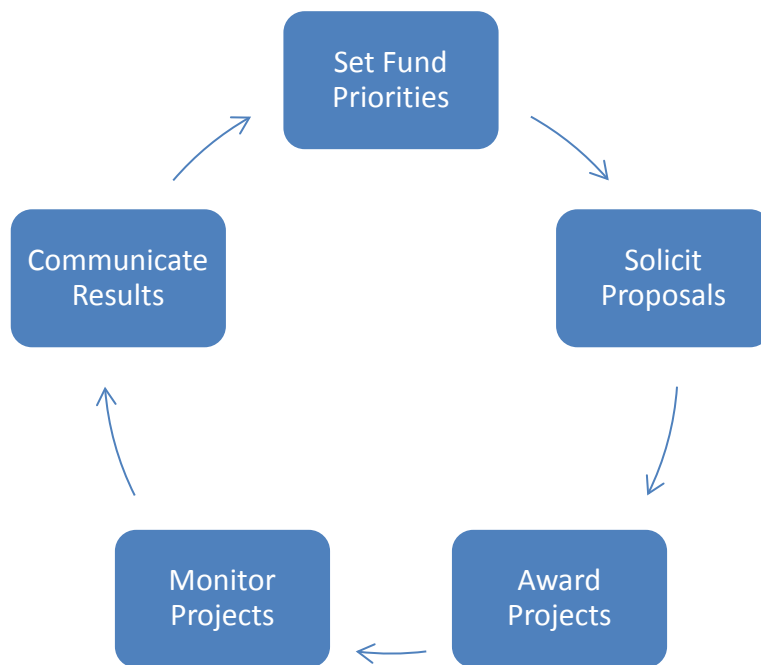 Set Fund
Priorities
Solicit
Proposals
Award
Projects
Monitor
Projects
Communicate
Results